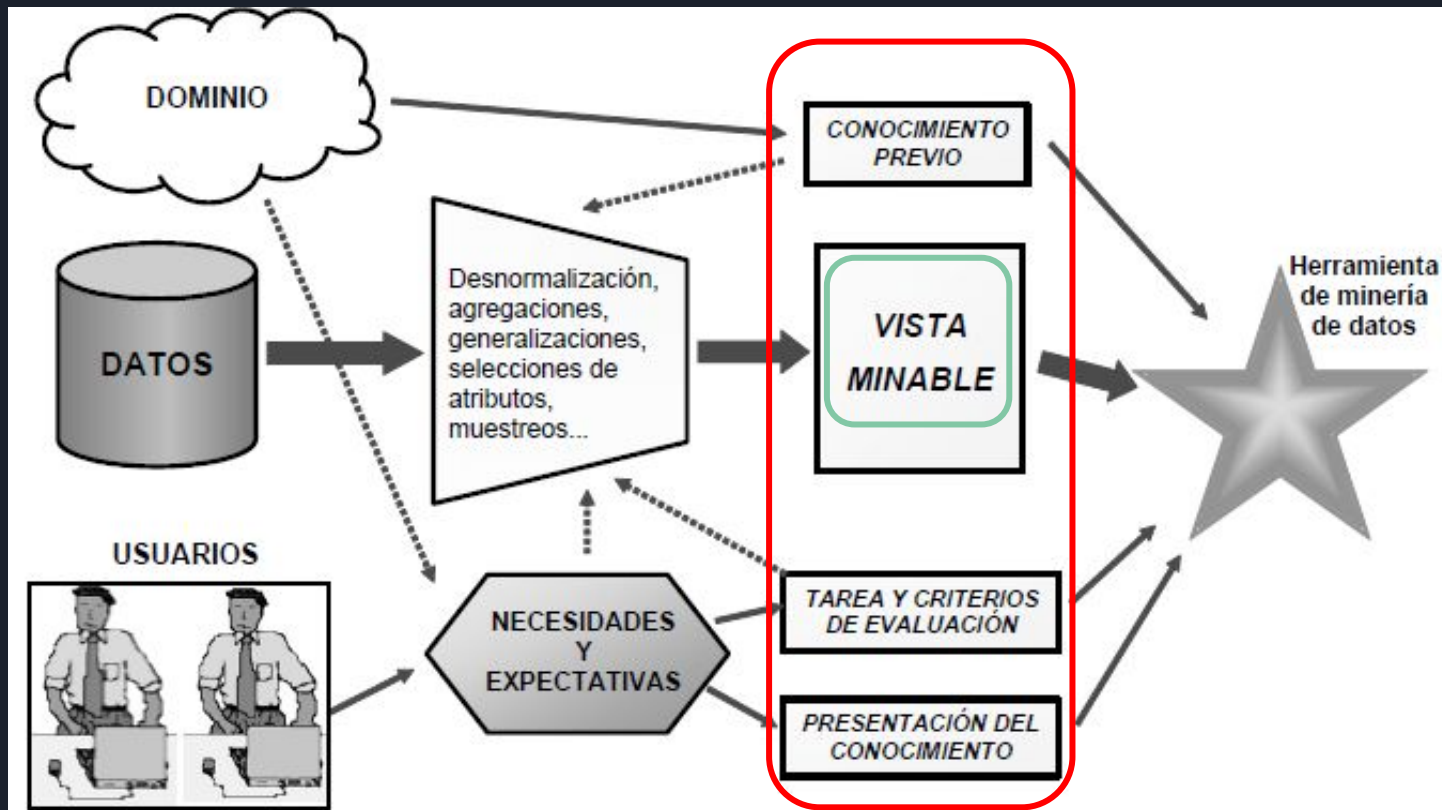 DOMINIO
CONOCIMIENTO
PREVIO
DATOS
Desnormalización,
agregaciones,
generalizaciones,
selecciones de
atributos,
muestreos...
VISTA
MINABLE
Herramienta
de minería
de datos
USUARIOS
NECESIDADES
Y
EXPECTATIVAS
TAREA Y CRITERIOS
DE EVALUACIÓN
PRESENTACIÓN DEL
CONOCIMIENTO